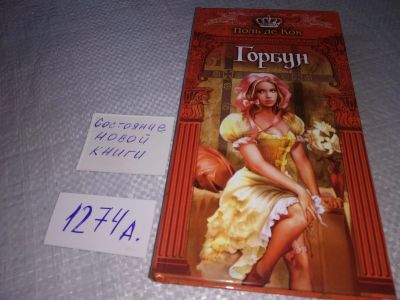 Поль де Кок
Горбун
Состояние
новой
книги
1274А.